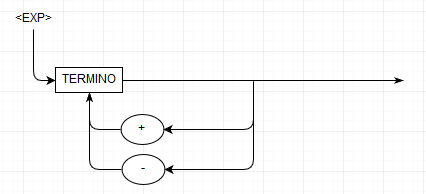 <EXP>
TERMINO
+
-